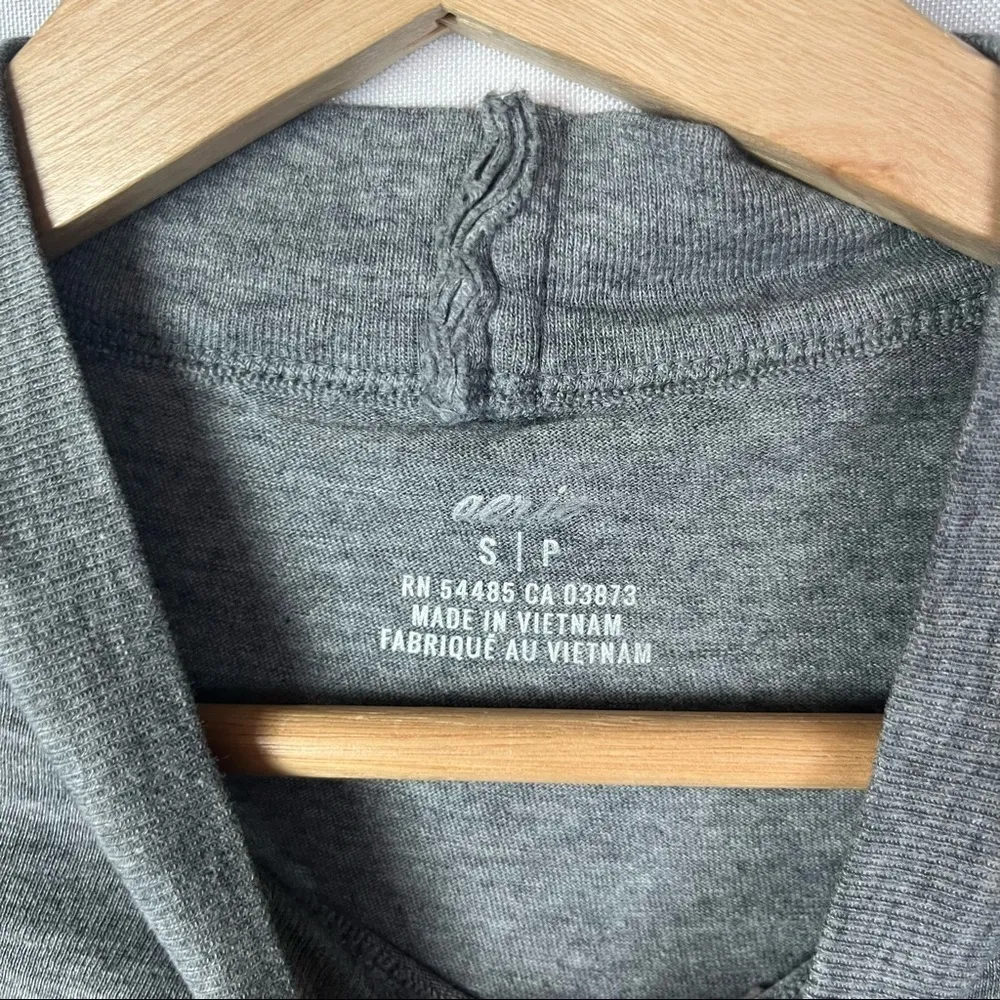 aerie
S | P
RN 54485 CA 03873
MADE IN VIETNAM
FABRIQUÉ AU VIETNAM